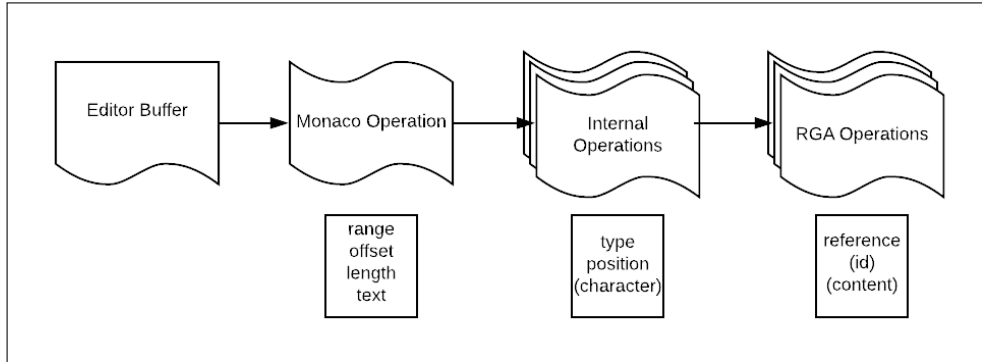 Editor Buffer
Monaco Operation
Internal
Operations
RGA Operations
range
offset
length
text
type
position
(character)
reference
(id)
(content)